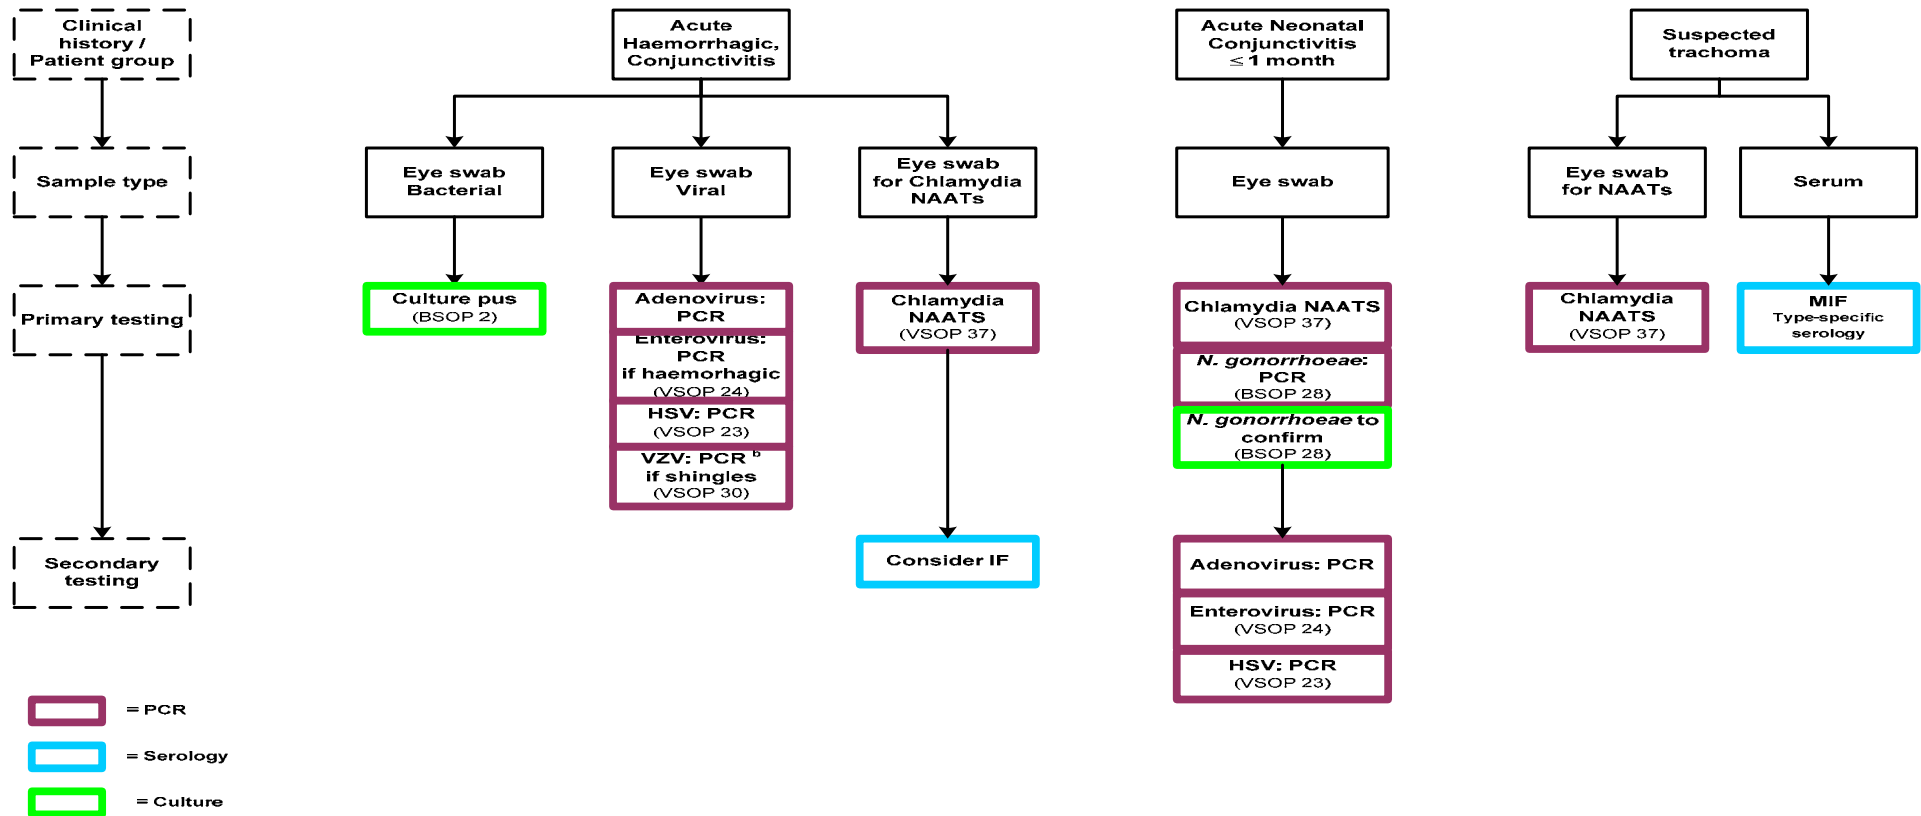 Clinical
history /
Patient group
Acute
Haemorrhagic,
Conjunctivitis
Acute Neonatal
Conjunctivitis
≤ 1 month
Suspected
trachoma
Sample type
Eye swab
Bacterial
Eye swab
Viral
Eye swab
for Chlamydia
NAATs
Eye swab
Eye swab
for NAATs
Serum
Primary testing
Culture pus
(BSOP 2)
Adenovirus:
PCR
Enterovirus:
PCR
if haemorhagic
(VSOP 24)
HSV: PCR
(VSOP 23)
VZV: PCR b
if shingles
(VSOP 30)
Chlamydia
NAATS
(VSOP 37)
Chlamydia NAATS
(VSOP 37)
N. gonorrhoeae:
PCR
(BSOP 28)
N. gonorrhoeae to
confirm
(BSOP 28)
Chlamydia
NAATS
(VSOP 37)
MIF
Type-specific
serology
Secondary
testing
Consider IF
Adenovirus: PCR
Enterovirus: PCR
(VSOP 24)
HSV: PCR
(VSOP 23)
= PCR
= Serology
= Culture